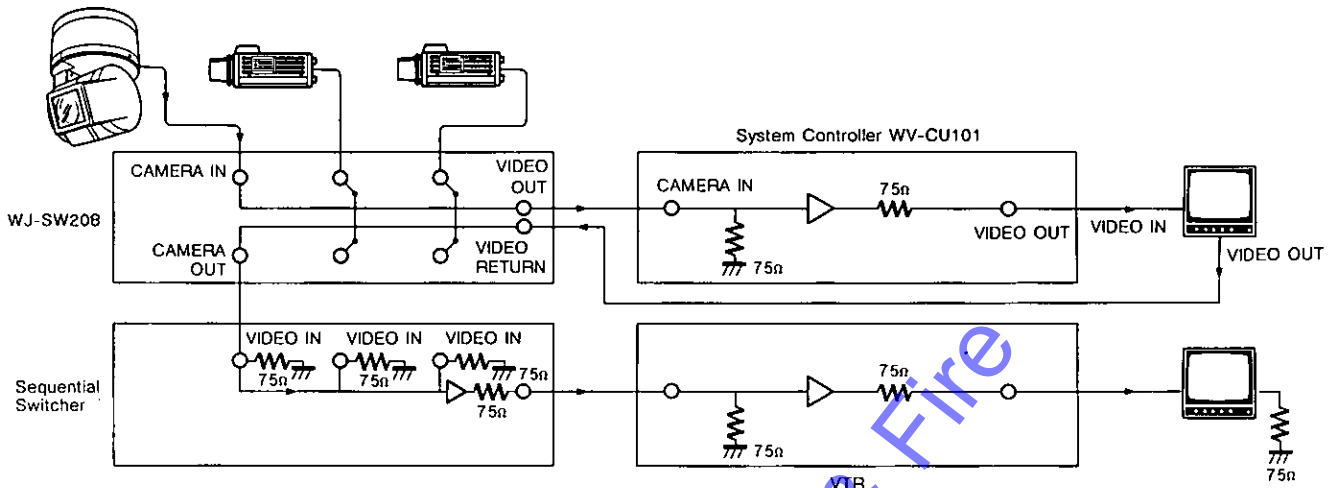 System Controller WV-CU101
WJ-SW208
CAMERA IN
VIDEO OUT
CAMERA OUT
VIDEO RETURN
CAMERA IN
75Ω
75Ω
VIDEO OUT
VIDEO IN
VIDEO OUT
Sequential Switcher
VIDEO IN
VIDEO IN
VIDEO IN
75Ω
75Ω
75Ω
75Ω
75Ω
75Ω
75Ω
VTR
Fire